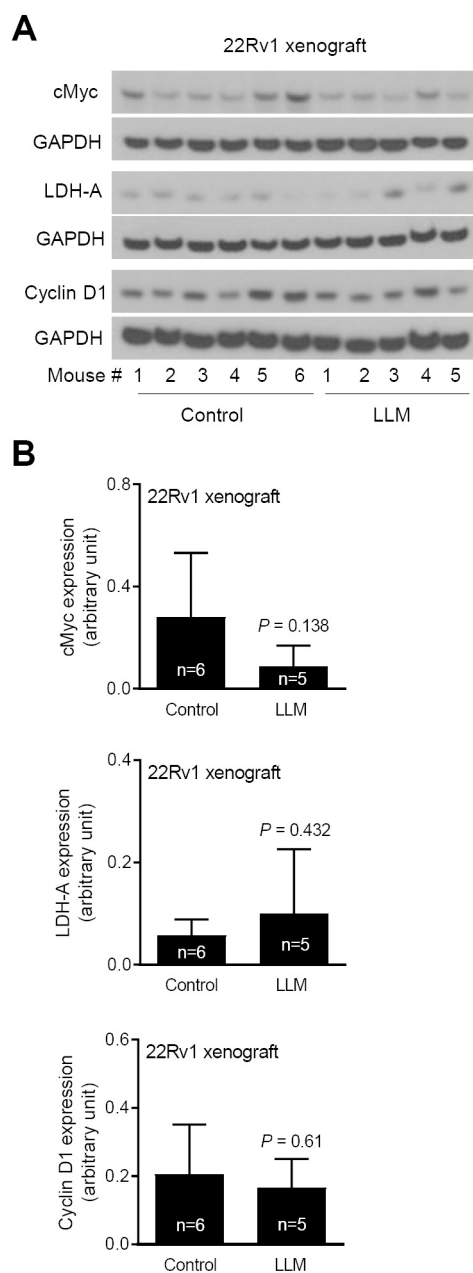 A
22Rv1 xenograft
cMyc
GAPDH
LDH-A
GAPDH
Cyclin D1
GAPDH
Mouse # 1 2 3 4 5 6 1 2 3 4 5
Control LLM
B
0.8
0.4
0.0
cMyc expression
(arbitrary unit)
22Rv1 xenograft
P = 0.138
n=6 n=5
Control LLM
0.4
0.2
0.0
LDH-A expression
(arbitrary unit)
22Rv1 xenograft
P = 0.432
n=6 n=5
Control LLM
0.6
0.4
0.2
0.0
Cyclin D1 expression
(arbitrary unit)
22Rv1 xenograft
P = 0.61
n=6 n=5
Control LLM